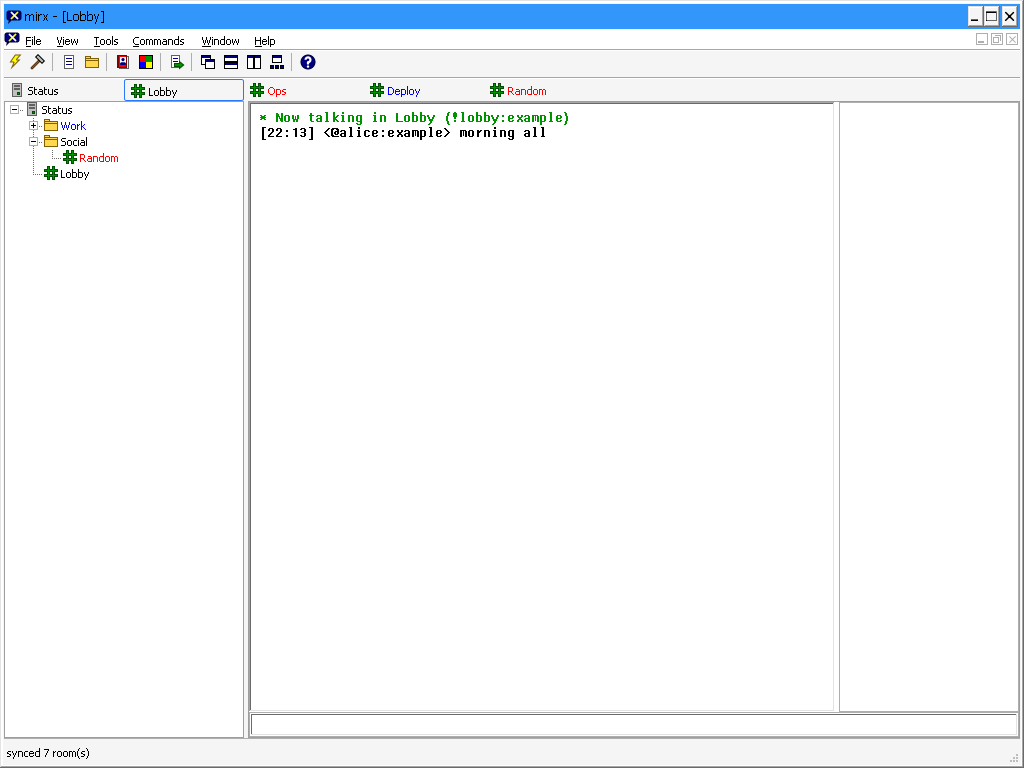 mirx - [Lobby]
File View Tools Commands Window Help
Status Lobby Ops Deploy Random
Status
Work
Social
Random
Lobby
* Now talking in Lobby (!lobby:example)
[22:13] <@alice:example> morning all
synced 7 room(s)